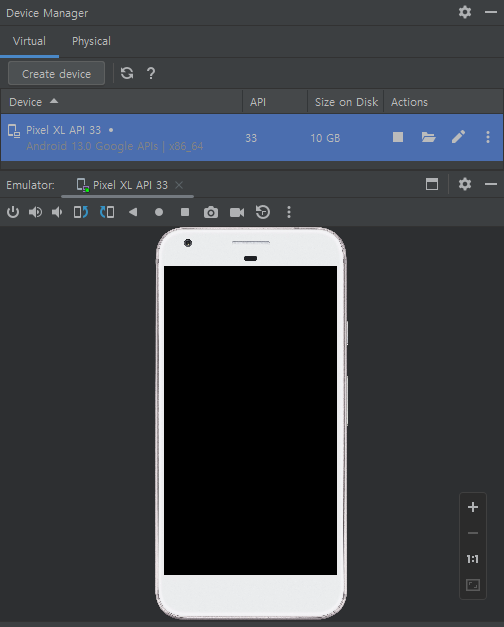 Device Manager
Virtual Physical
Create device ?
Device API Size on Disk Actions
Pixel XL API 33
Android 13.0 Google APIs | x86_64
33 10 GB
Emulator: Pixel XL API 33
1:1